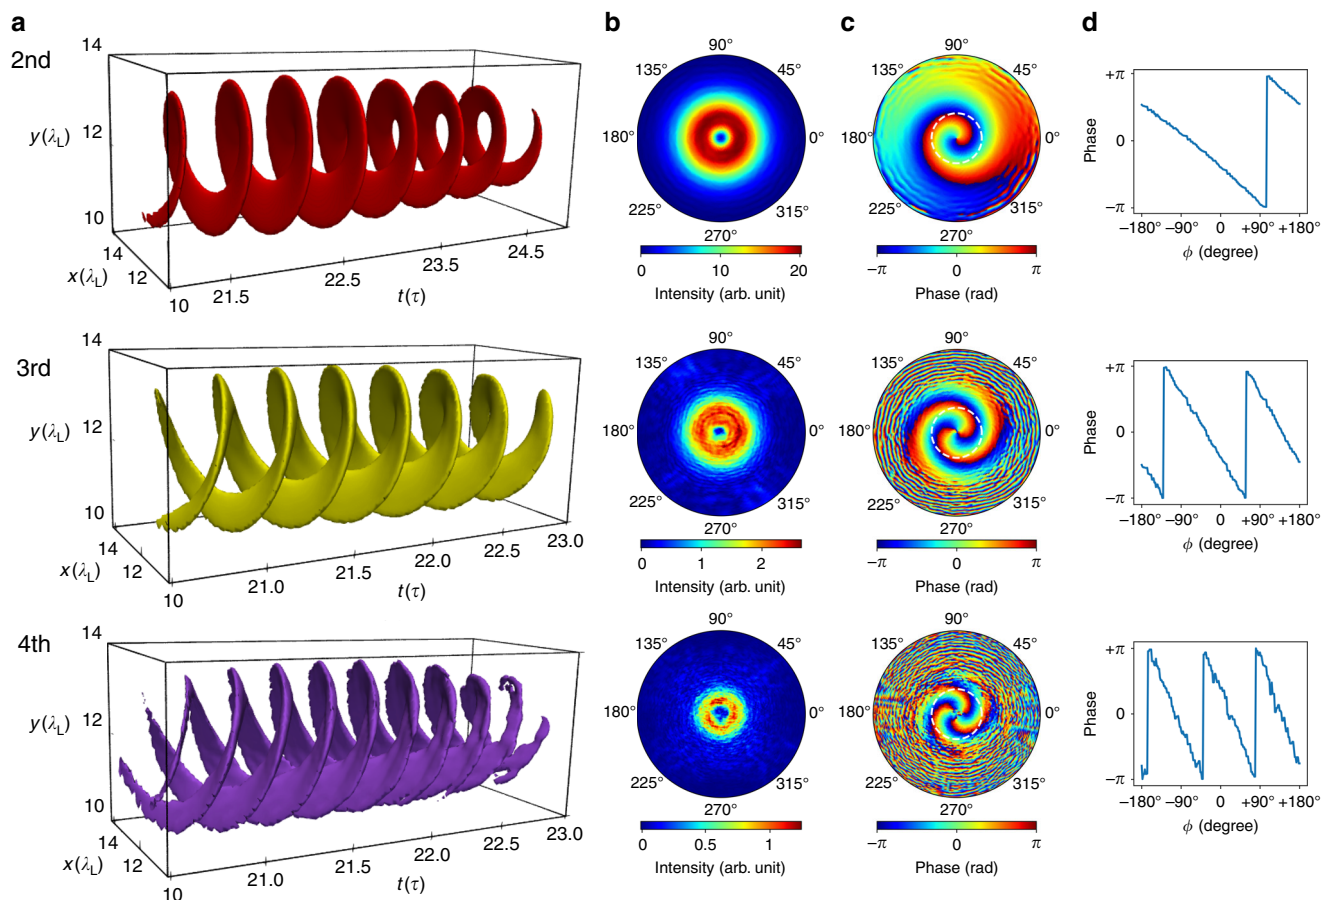 a
b
c
d
2nd
14
12
10
y(λL)
14
12
10
x(λL)
21.5
22.5
23.5
24.5
t(τ)
90°
135°
45°
180°
0°
225°
315°
270°
0
10
20
Intensity (arb. unit)
90°
135°
45°
180°
0°
225°
315°
270°
−π
0
π
Phase (rad)
+π
0
−π
Phase
−180°
−90°
0
+90°
+180°
ϕ (degree)
3rd
14
12
10
y(λL)
14
12
10
x(λL)
21.0
21.5
22.0
22.5
23.0
t(τ)
90°
135°
45°
180°
0°
225°
315°
270°
0
1
2
Intensity (arb. unit)
90°
135°
45°
180°
0°
225°
315°
270°
−π
0
π
Phase (rad)
+π
0
−π
Phase
−180°
−90°
0
+90°
+180°
ϕ (degree)
4th
14
12
10
y(λL)
14
12
10
x(λL)
21.0
21.5
22.0
22.5
23.0
t(τ)
90°
135°
45°
180°
0°
225°
315°
270°
0
0.5
1
Intensity (arb. unit)
90°
135°
45°
180°
0°
225°
315°
270°
−π
0
π
Phase (rad)
+π
0
−π
Phase
−180°
−90°
0
+90°
+180°
ϕ (degree)